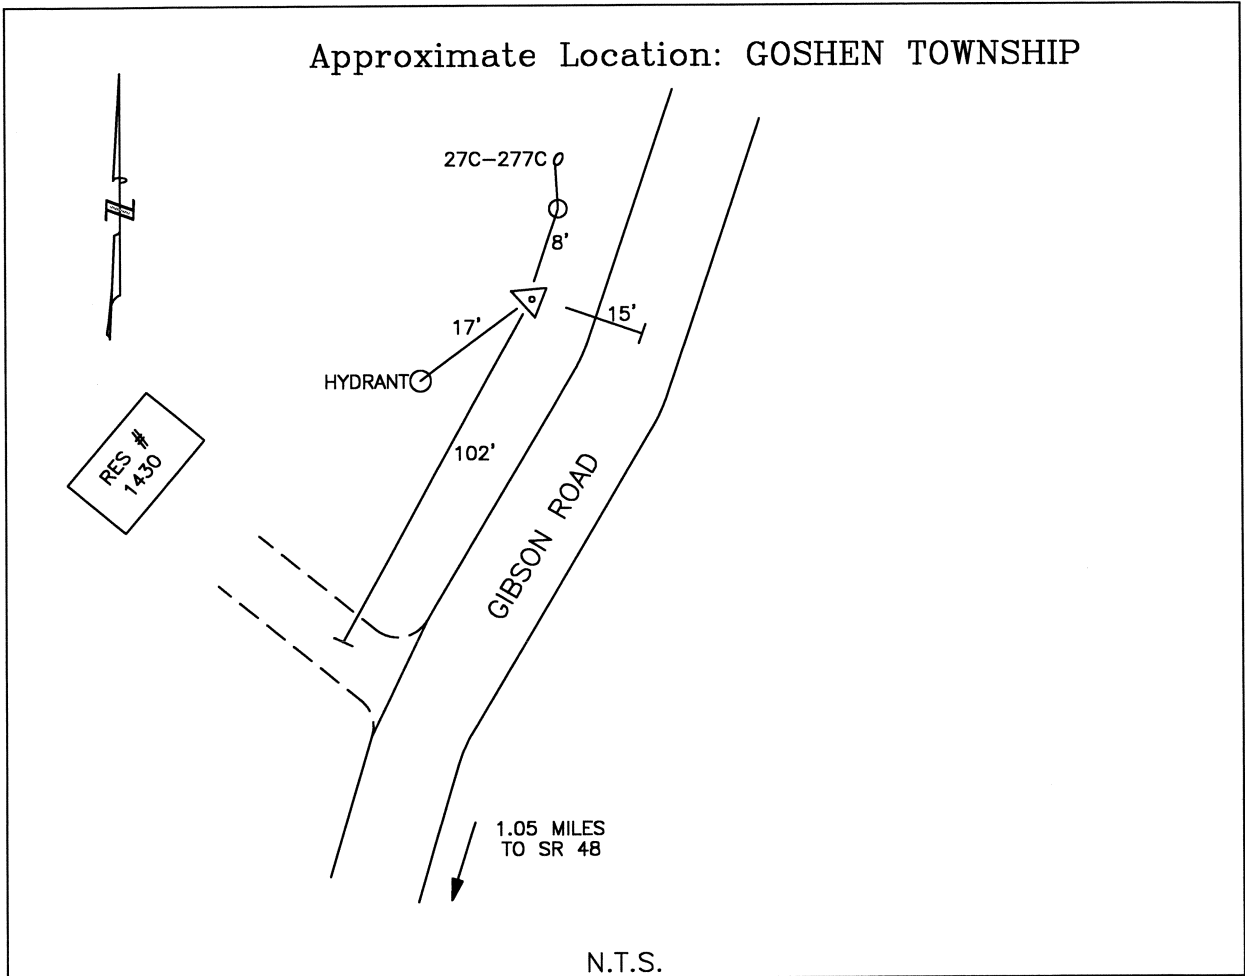 Approximate Location: GOSHEN TOWNSHIP
27C-277C
8'
15'
17'
HYDRANT
102'
RES #
1430
GIBSON ROAD
1.05 MILES
TO SR 48
N.T.S.